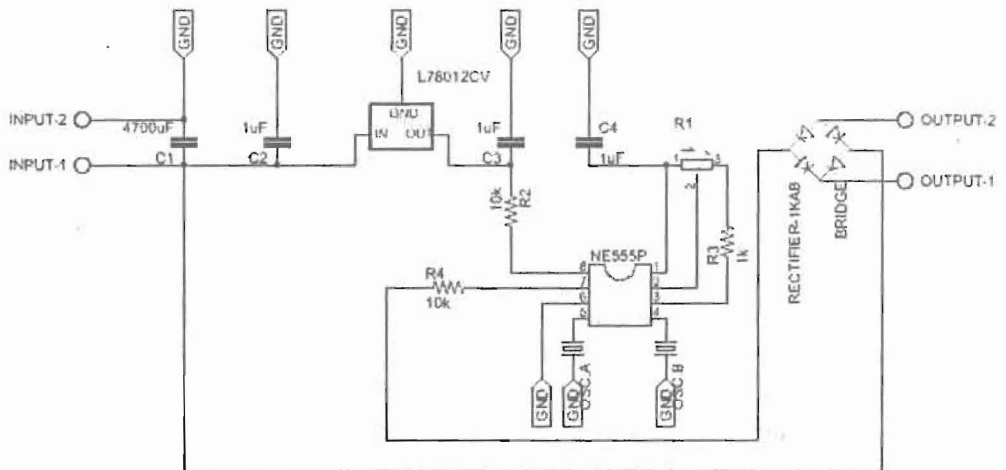 GND
GND
GND
GND
GND
L78012CV
INPUT-2
4700uF
1uF
GND
IN
OUT
1uF
C4
R1
OUTPUT-2
INPUT-1
C1
C2
C3
1uF
1
3
2
OUTPUT-1
10k
R2
R3
1k
RECTIFIER-1KAB
BRIDGE
NE555P
R4
10k
8
1
7
2
6
3
5
4
OSC.A
OSC.B
GND
GND
GND